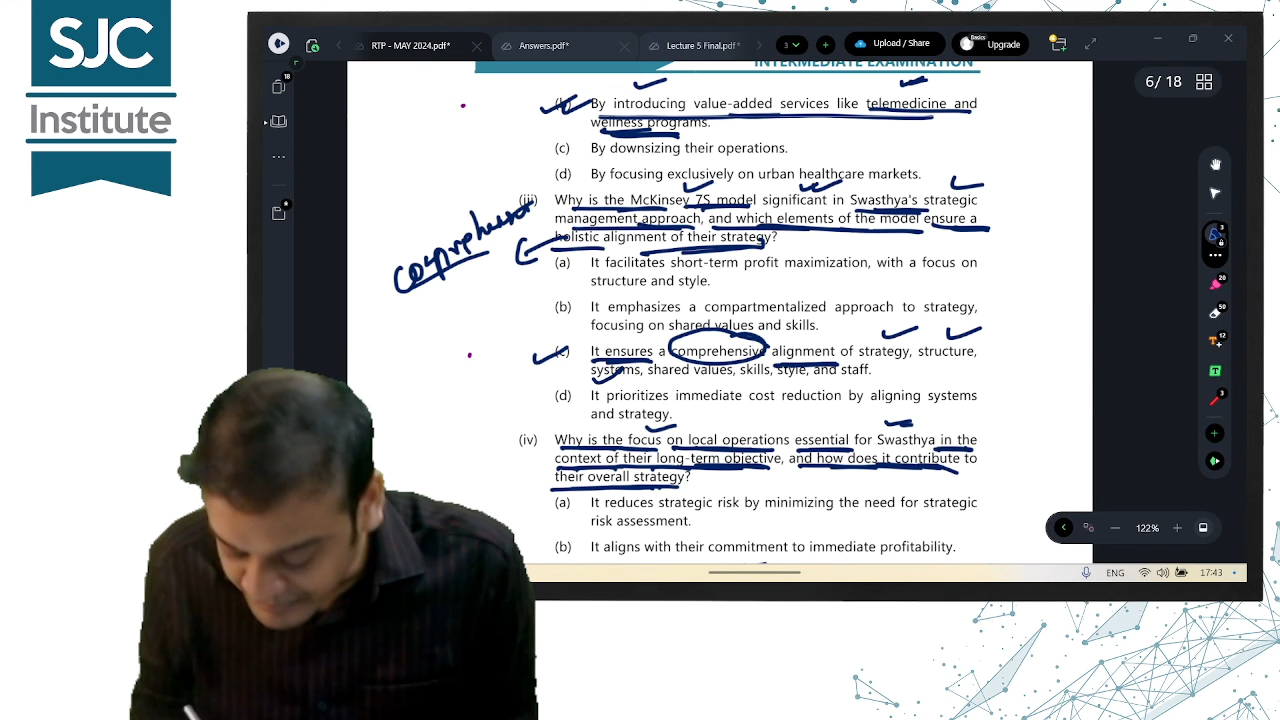 SJC
Institute
RTP - MAY 2024.pdf*
Answers.pdf*
Lecture 5 Final.pdf*
3
Upload / Share
Basics
Upgrade
INTERMEDIATE EXAMINATION
6/18
18
(b) By introducing value-added services like telemedicine and
wellness programs.
(c) By downsizing their operations.
(d) By focusing exclusively on urban healthcare markets.
(iii) Why is the McKinsey 7S model significant in Swasthya's strategic
management approach, and which elements of the model ensure a
holistic alignment of their strategy?
(a) It facilitates short-term profit maximization, with a focus on
structure and style.
(b) It emphasizes a compartmentalized approach to strategy,
focusing on shared values and skills.
(c) It ensures a comprehensive alignment of strategy, structure,
systems, shared values, skills, style, and staff.
(d) It prioritizes immediate cost reduction by aligning systems
and strategy.
(iv) Why is the focus on local operations essential for Swasthya in the
context of their long-term objective, and how does it contribute to
their overall strategy?
(a) It reduces strategic risk by minimizing the need for strategic
risk assessment.
(b) It aligns with their commitment to immediate profitability.
3
20
50
12
3
122%
ENG
17:43